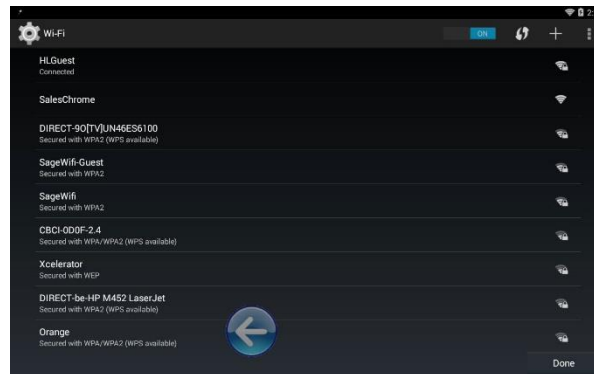 2:
Wi-Fi
ON
HLGuest
Connected
SalesChrome
DIRECT-90[TV]UN46ES6100
Secured with WPA2 (WPS available)
SageWifi-Guest
Secured with WPA2
SageWifi
Secured with WPA2
CBCI-0D0F-2.4
Secured with WPA/WPA2 (WPS available)
Xcelerator
Secured with WEP
DIRECT-be-HP M452 LaserJet
Secured with WPA2 (WPS available)
Orange
Secured with WPA/WPA2 (WPS available)
Done